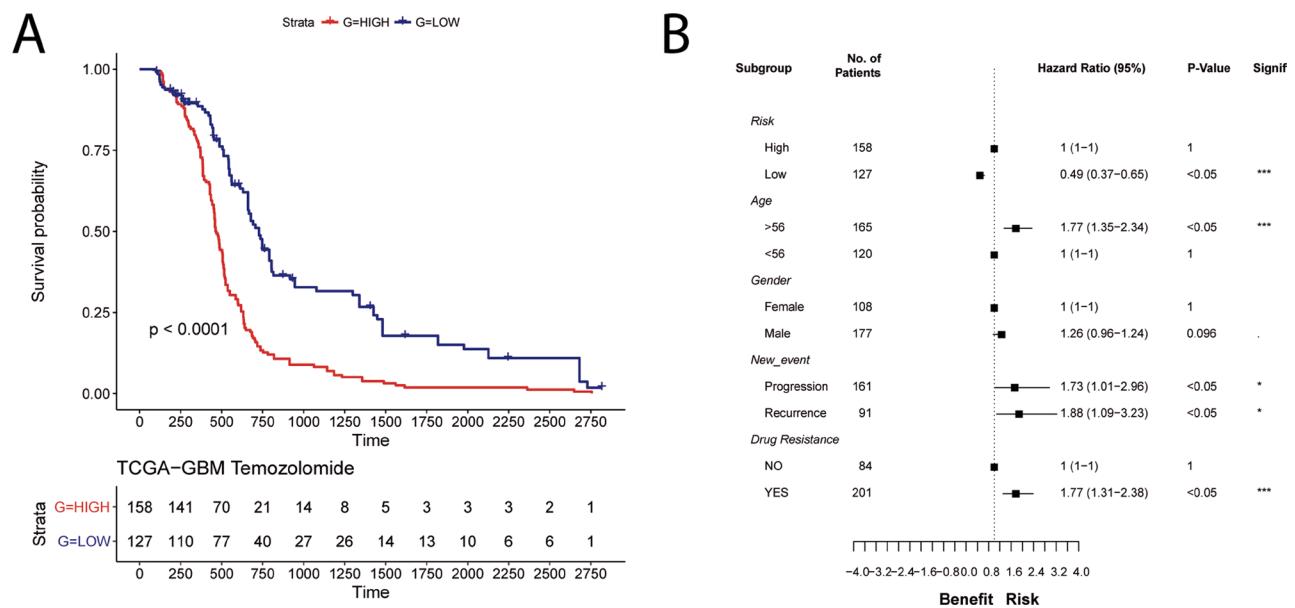 A
Strata G=HIGH G=LOW
Survival probability
1.00
0.75
0.50
0.25
0.00
p < 0.0001
0 250 500 750 1000 1250 1500 1750 2000 2250 2500 2750
Time
TCGA−GBM Temozolomide
Strata
G=HIGH 158 141 70 21 14 8 5 3 3 3 2 1
G=LOW 127 110 77 40 27 26 14 13 10 6 6 1
0 250 500 750 1000 1250 1500 1750 2000 2250 2500 2750
Time
B
Subgroup No. of Patients Hazard Ratio (95%) P-Value Signif
Risk
High 158 1 (1−1) 1
Low 127 0.49 (0.37−0.65) <0.05 ***
Age
>56 165 1.77 (1.35−2.34) <0.05 ***
<56 120 1 (1−1) 1
Gender
Female 108 1 (1−1) 1
Male 177 1.26 (0.96−1.24) 0.096 .
New_event
Progression 161 1.73 (1.01−2.96) <0.05 *
Recurrence 91 1.88 (1.09−3.23) <0.05 *
Drug Resistance
NO 84 1 (1−1) 1
YES 201 1.77 (1.31−2.38) <0.05 ***
−4.0−3.2−2.4−1.6−0.8 0.0 0.8 1.6 2.4 3.2 4.0
Benefit Risk